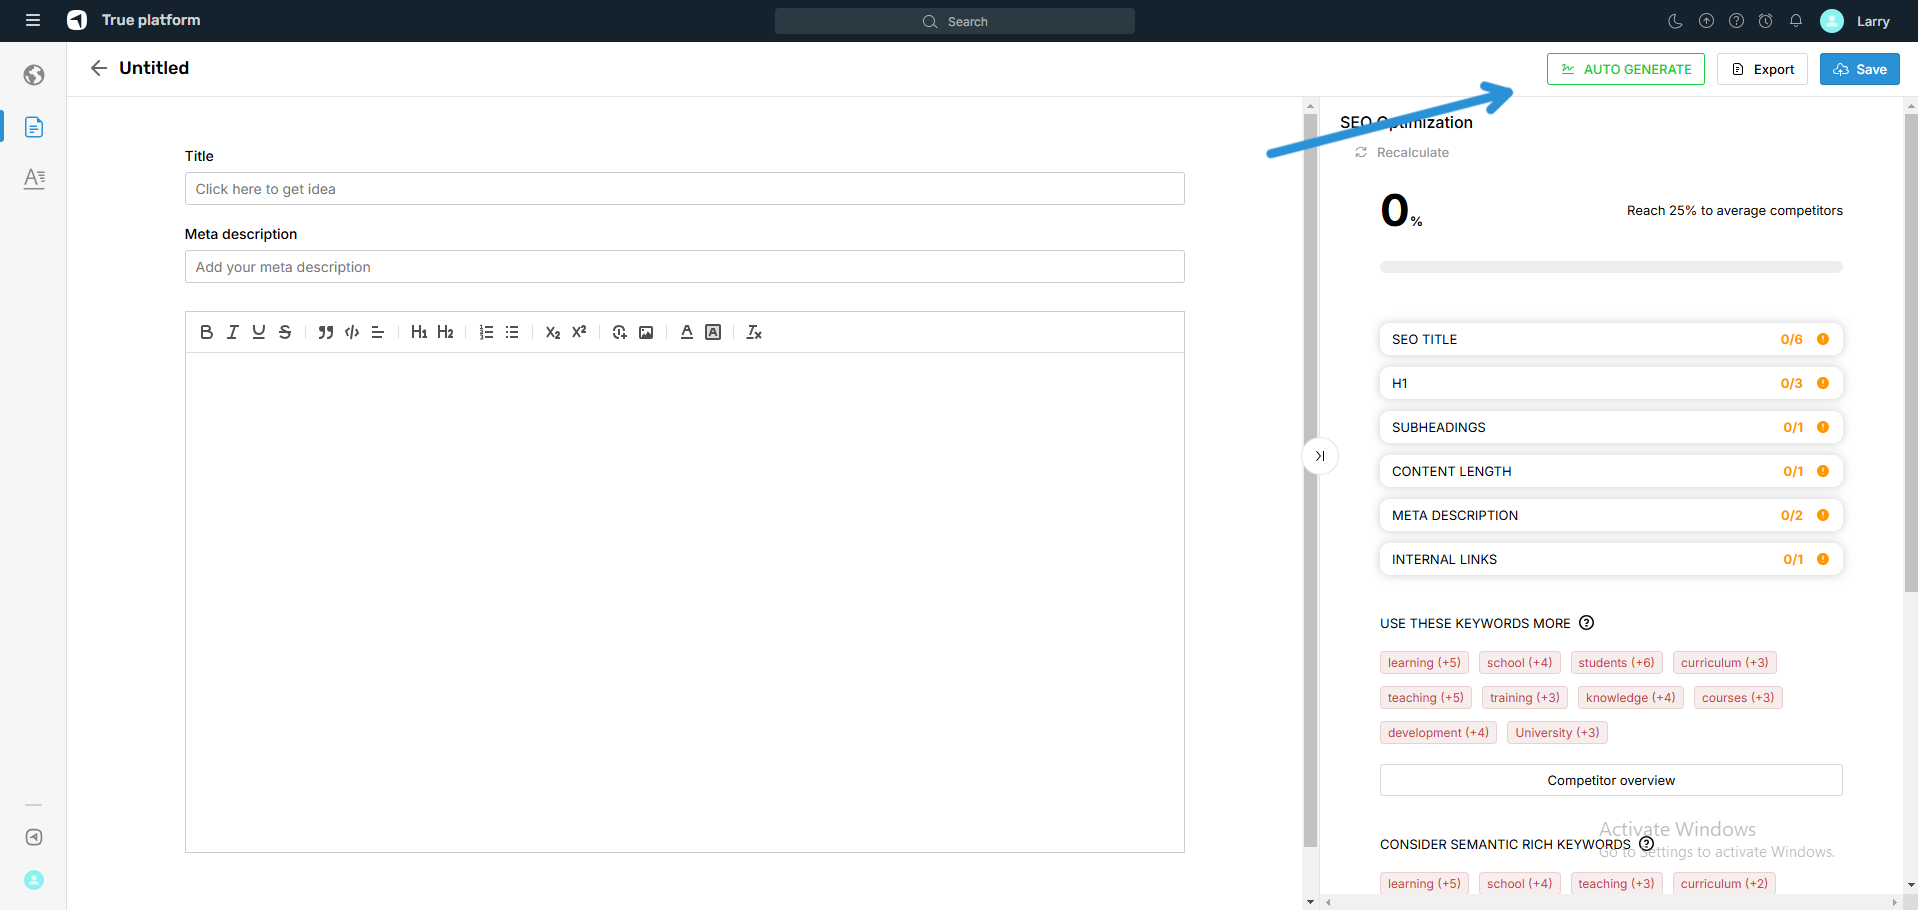 True platform
Search
Larry
Untitled
AUTO GENERATE
Export
Save
Title
Click here to get idea
Meta description
Add your meta description
B I U S H1 H2 X2 X² A A Tx
SEO Optimization
Recalculate
0%
Reach 25% to average competitors
SEO TITLE 0/6
H1 0/3
SUBHEADINGS 0/1
CONTENT LENGTH 0/1
META DESCRIPTION 0/2
INTERNAL LINKS 0/1
USE THESE KEYWORDS MORE
learning (+5) school (+4) students (+6) curriculum (+3)
teaching (+5) training (+3) knowledge (+4) courses (+3)
development (+4) University (+3)
Competitor overview
Activate Windows
CONSIDER SEMANTIC RICH KEYWORDS
Go to Settings to activate Windows.
learning (+5) school (+4) teaching (+3) curriculum (+2)